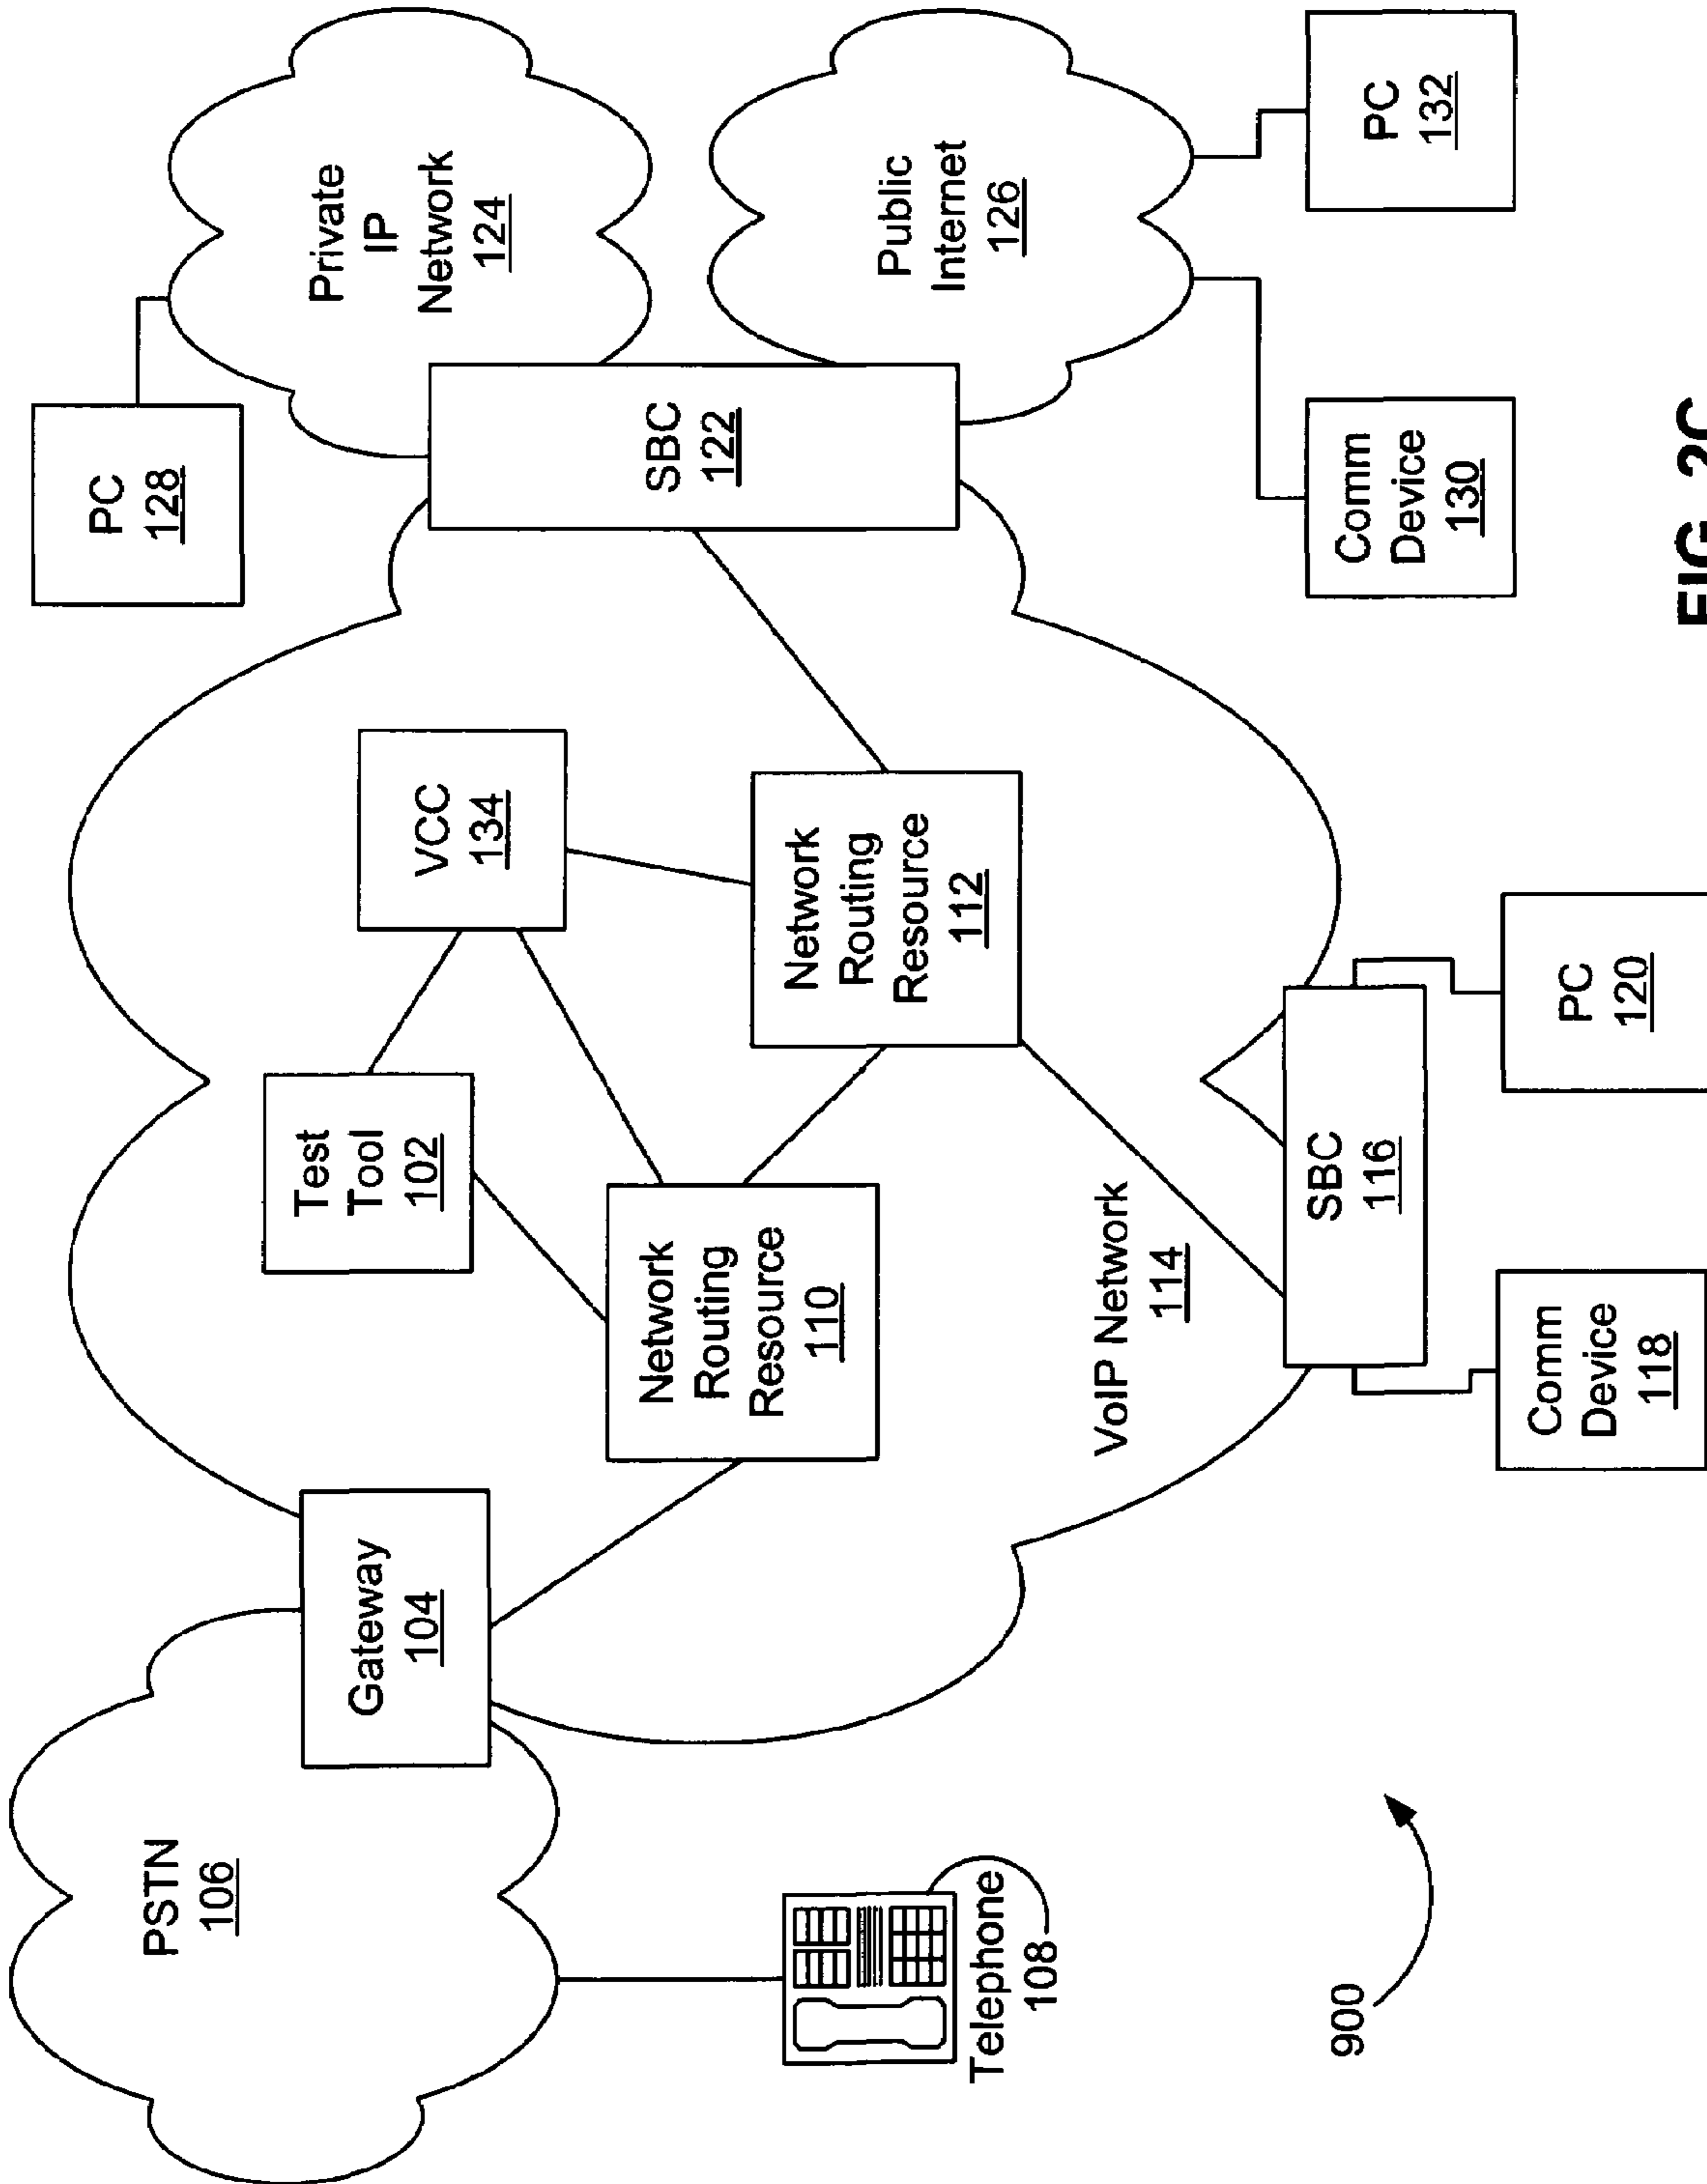 PSTN
106
Gateway
104
Telephone
108
900
Test
Tool
102
VCC
134
Network
Routing
Resource
110
Network
Routing
Resource
112
VoIP Network
114
SBC
116
Comm
Device
118
PC
120
SBC
122
PC
128
Private
IP
Network
124
Public
Internet
126
Comm
Device
130
PC
132
FIG. 2C